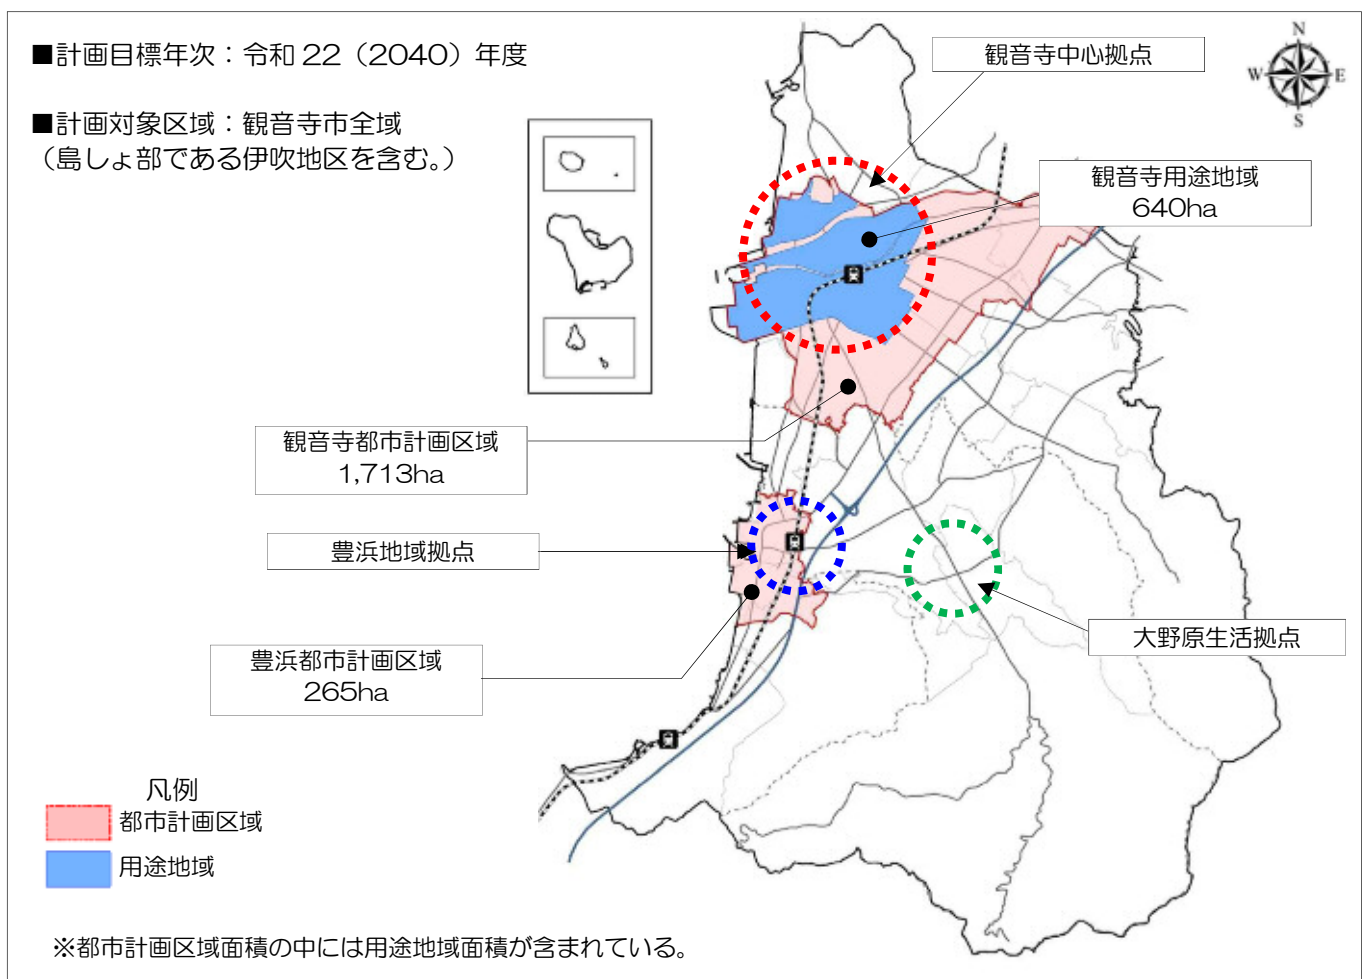 ■計画目標年次：令和 22（2040）年度
■計画対象区域：観音寺市全域
（島しょ部である伊吹地区を含む。）
観音寺中心拠点
N
W
E
S
観音寺用途地域
640ha
観音寺都市計画区域
1,713ha
豊浜地域拠点
大野原生活拠点
豊浜都市計画区域
265ha
凡例
都市計画区域
用途地域
※都市計画区域面積の中には用途地域面積が含まれている。